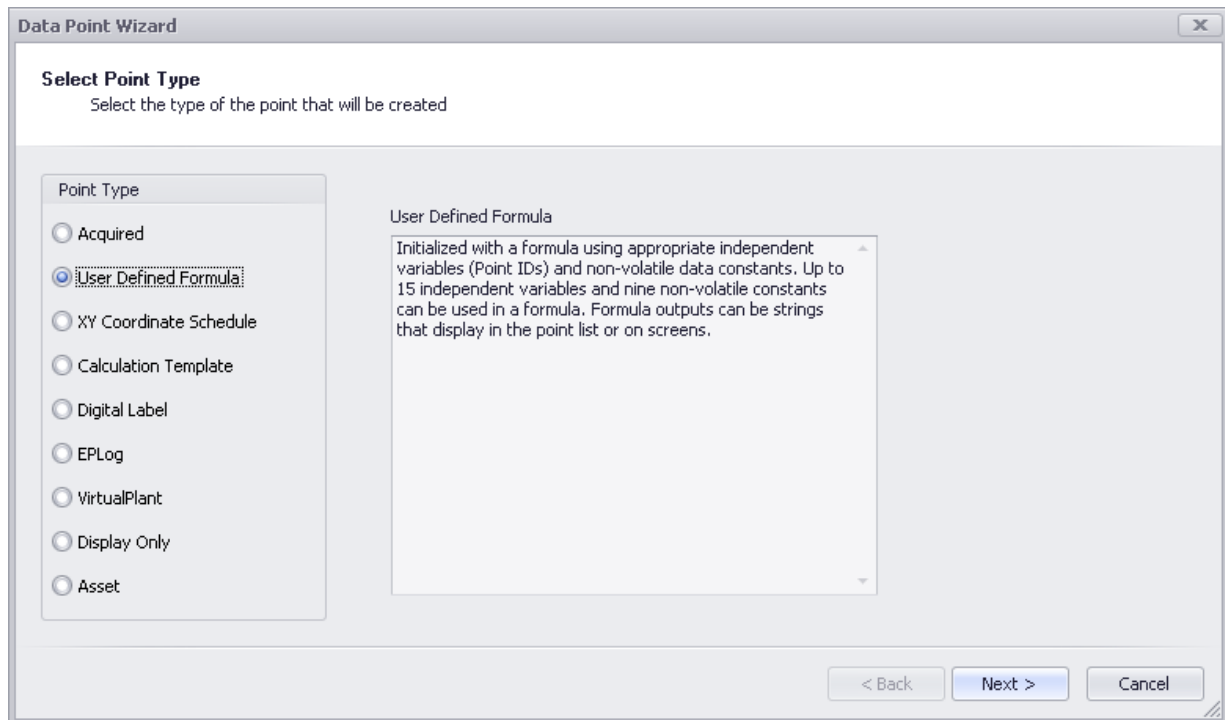 Data Point Wizard
Select Point Type
Select the type of the point that will be created
Point Type
Acquired
User Defined Formula
XY Coordinate Schedule
Calculation Template
Digital Label
EPLog
VirtualPlant
Display Only
Asset
User Defined Formula
Initialized with a formula using appropriate independent
variables (Point IDs) and non-volatile data constants. Up to
15 independent variables and nine non-volatile constants
can be used in a formula. Formula outputs can be strings
that display in the point list or on screens.
< Back
Next >
Cancel